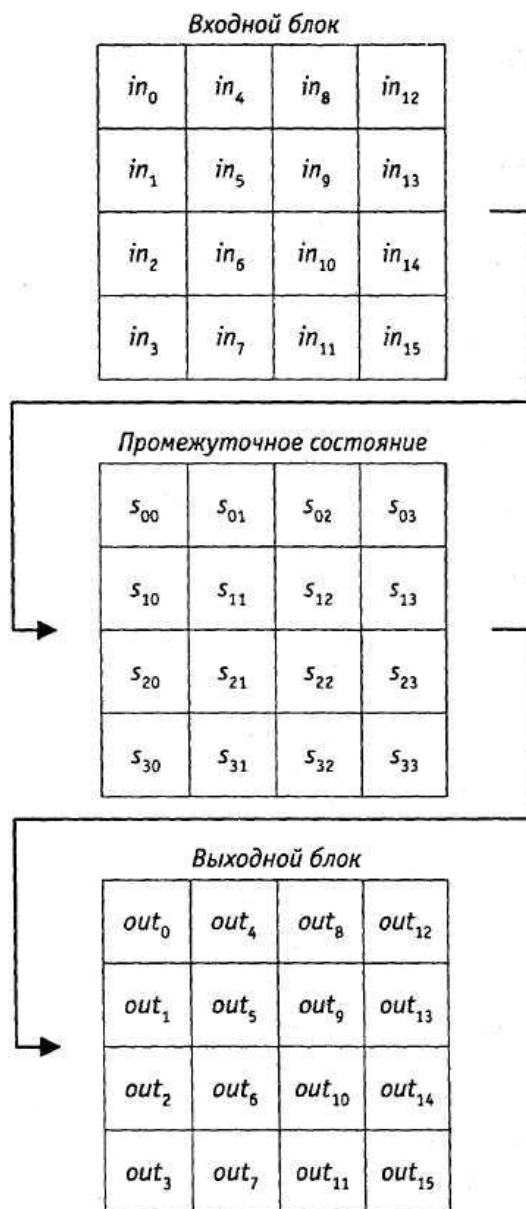 Входной блок
in₀ in₄ in₈ in₁₂
in₁ in₅ in₉ in₁₃
in₂ in₆ in₁₀ in₁₄
in₃ in₇ in₁₁ in₁₅
Промежуточное состояние
s₀₀ s₀₁ s₀₂ s₀₃
s₁₀ s₁₁ s₁₂ s₁₃
s₂₀ s₂₁ s₂₂ s₂₃
s₃₀ s₃₁ s₃₂ s₃₃
Выходной блок
out₀ out₄ out₈ out₁₂
out₁ out₅ out₉ out₁₃
out₂ out₆ out₁₀ out₁₄
out₃ out₇ out₁₁ out₁₅